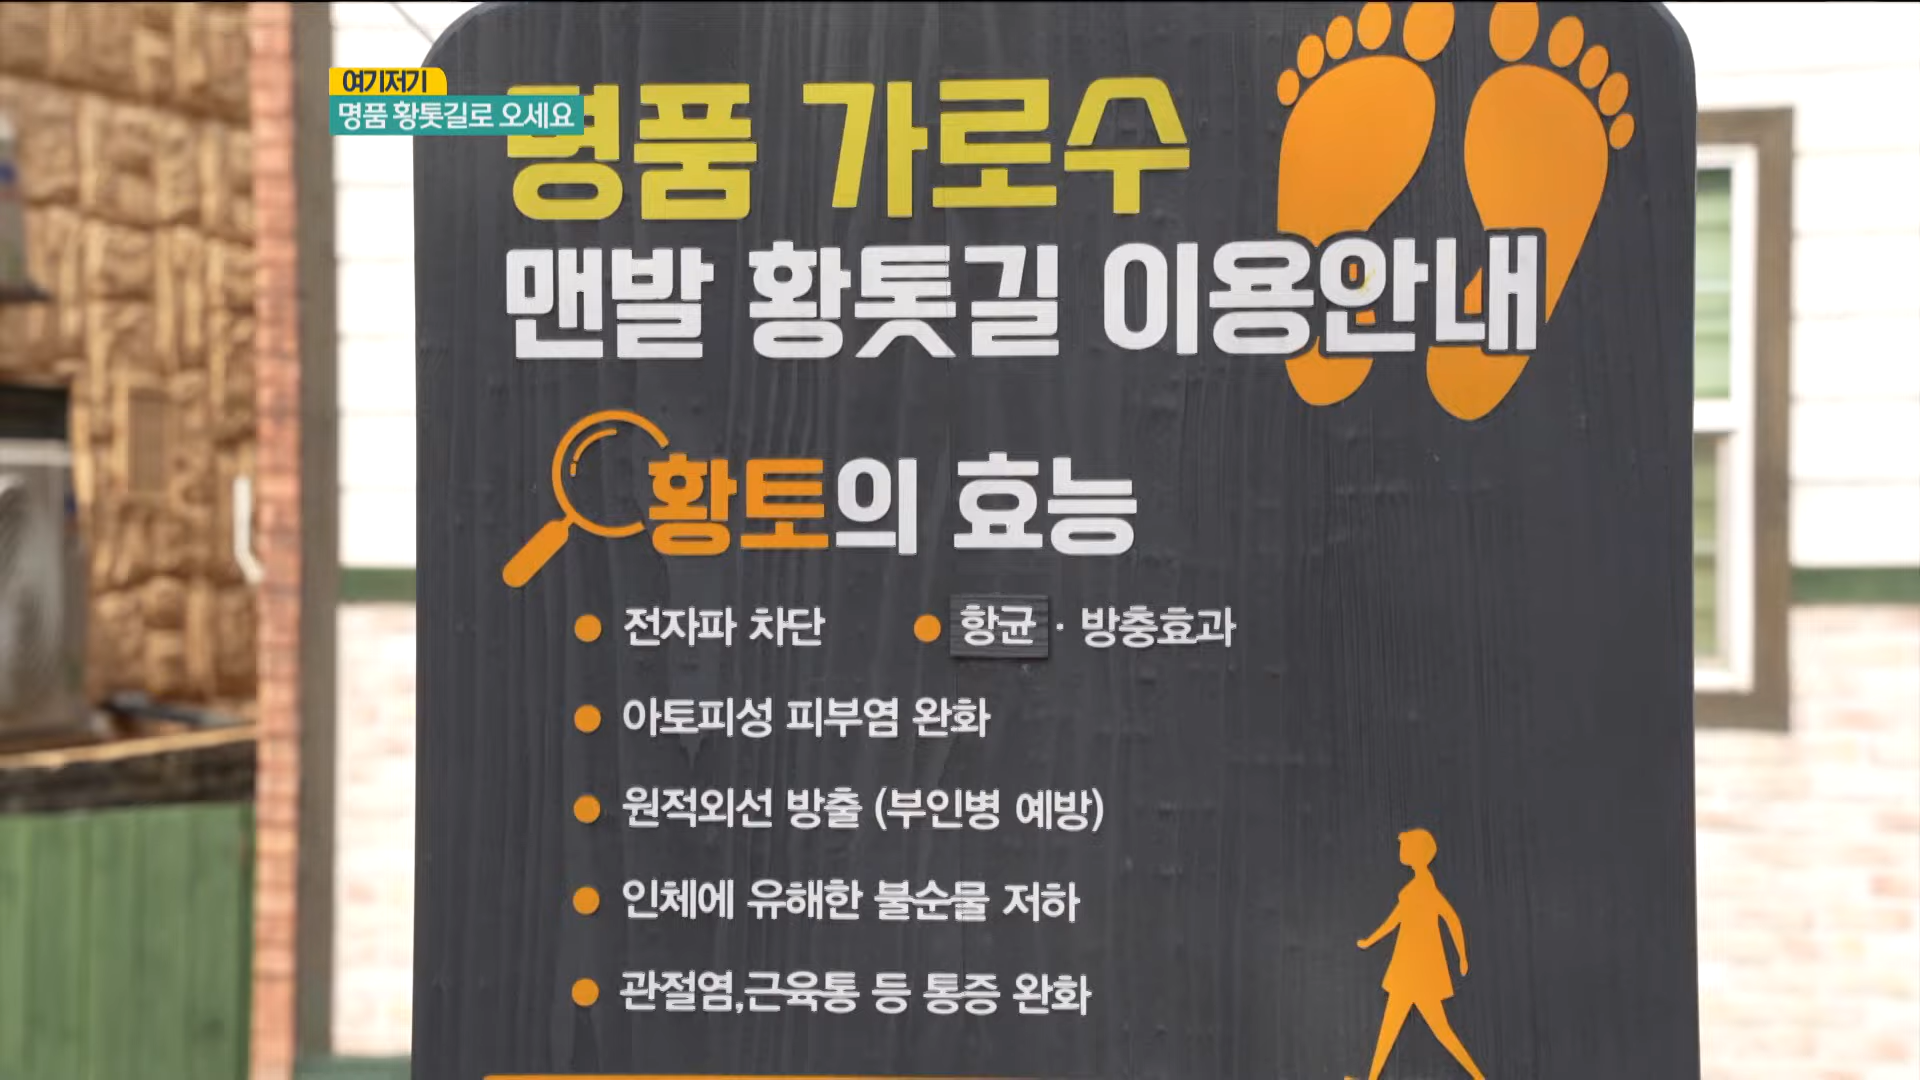 여기저기
명품 황톳길로 오세요
명품 가로수
맨발 황톳길 이용안내
황토의 효능
전자파 차단
항균 · 방충효과
아토피성 피부염 완화
원적외선 방출 (부인병 예방)
인체에 유해한 불순물 저하
관절염,근육통 등 통증 완화